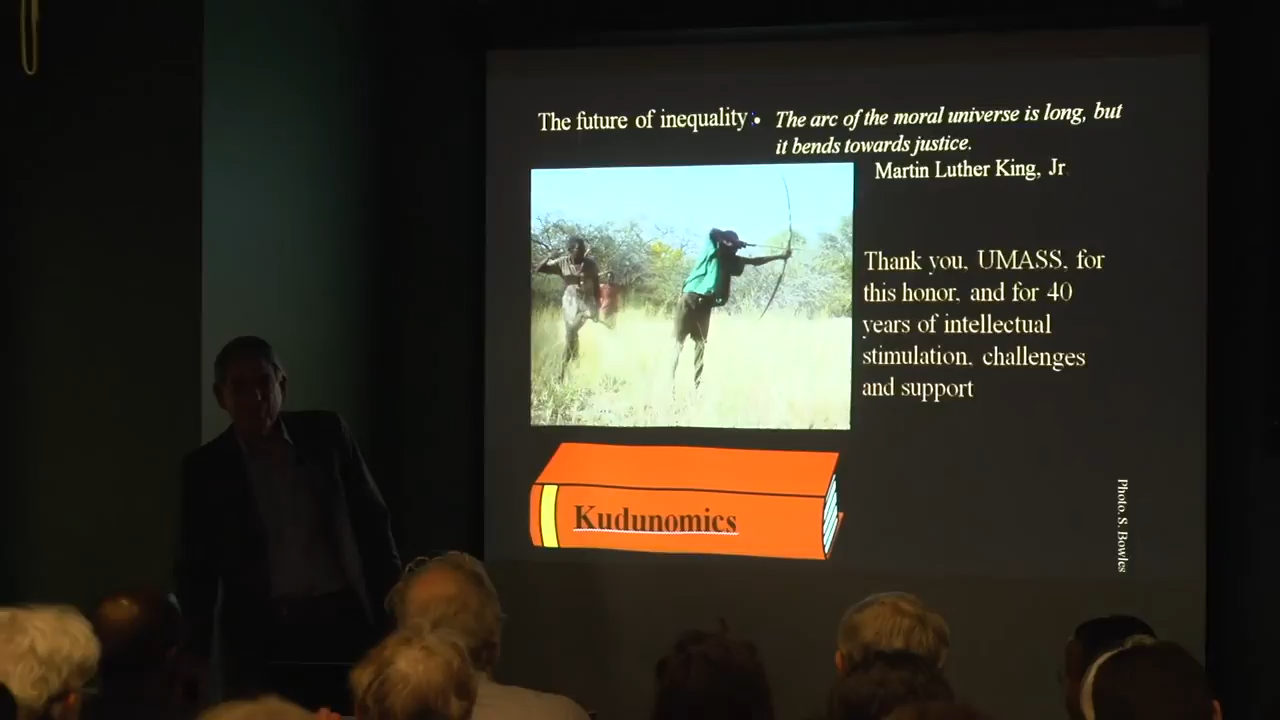 The future of inequality:
• The arc of the moral universe is long, but
it bends towards justice.
Martin Luther King, Jr.
Thank you, UMASS, for
this honor, and for 40
years of intellectual
stimulation, challenges
and support
Kudunomics
Photo. S. Bowles